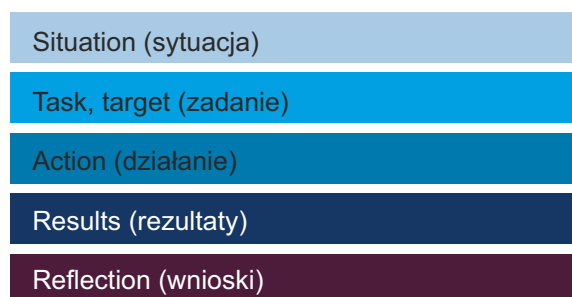 Situation (sytuacja)
Task, target (zadanie)
Action (działanie)
Results (rezultaty)
Reflection (wnioski)